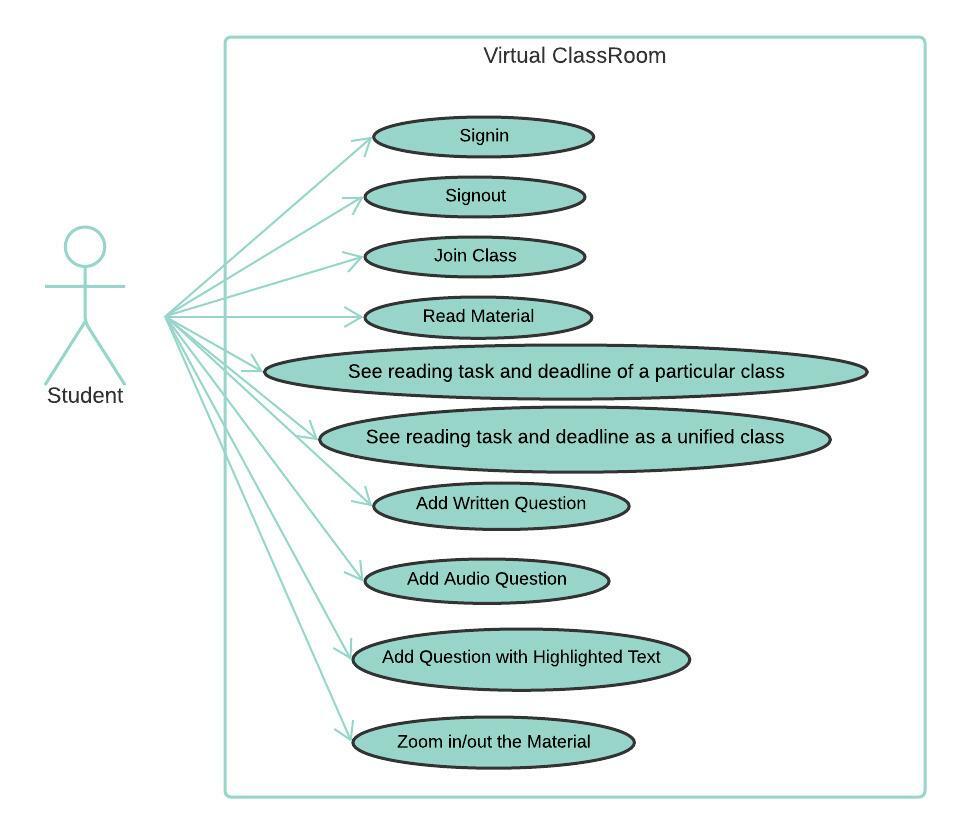 Virtual ClassRoom
Signin
Signout
Join Class
Read Material
See reading task and deadline of a particular class
See reading task and deadline as a unified class
Add Written Question
Add Audio Question
Add Question with Highlighted Text
Zoom in/out the Material
Student